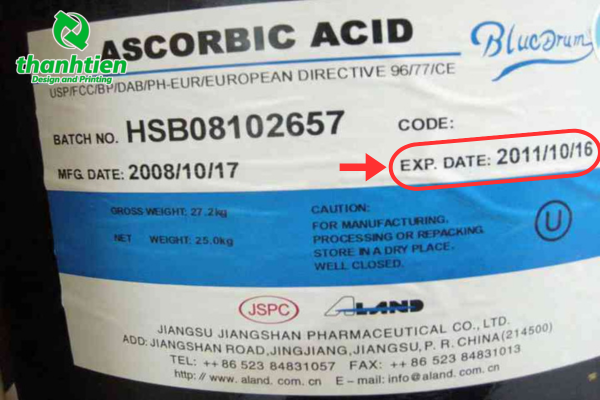 thanhtien
Design and Printing
ASCORBIC ACID
BlueDrum
USP/FCC/BP/DAB/PH-EUR/EUROPEAN DIRECTIVE 96/77/CE
BATCH NO. HSB08102657
CODE:
MFG. DATE: 2008/10/17
EXP. DATE: 2011/10/16
GROSS WEIGHT: 27.2kg
NET WEIGHT: 25.0kg
CAUTION:
FOR MANUFACTURING,
PROCESSING OR REPACKING
STORE IN A DRY PLACE.
WELL CLOSED.
U
JSPC
ALAND
JIANGSU JIANGSHAN PHARMACEUTICAL CO., LTD.
ADD: JIANGSHAN ROAD, JINGJIANG, JIANGSU, P. R. CHINA(214500)
TEL: ++86 523 84831057 FAX: ++86 523 84831013
http://www.aland.com.cn E-mail: info@aland.com.cn